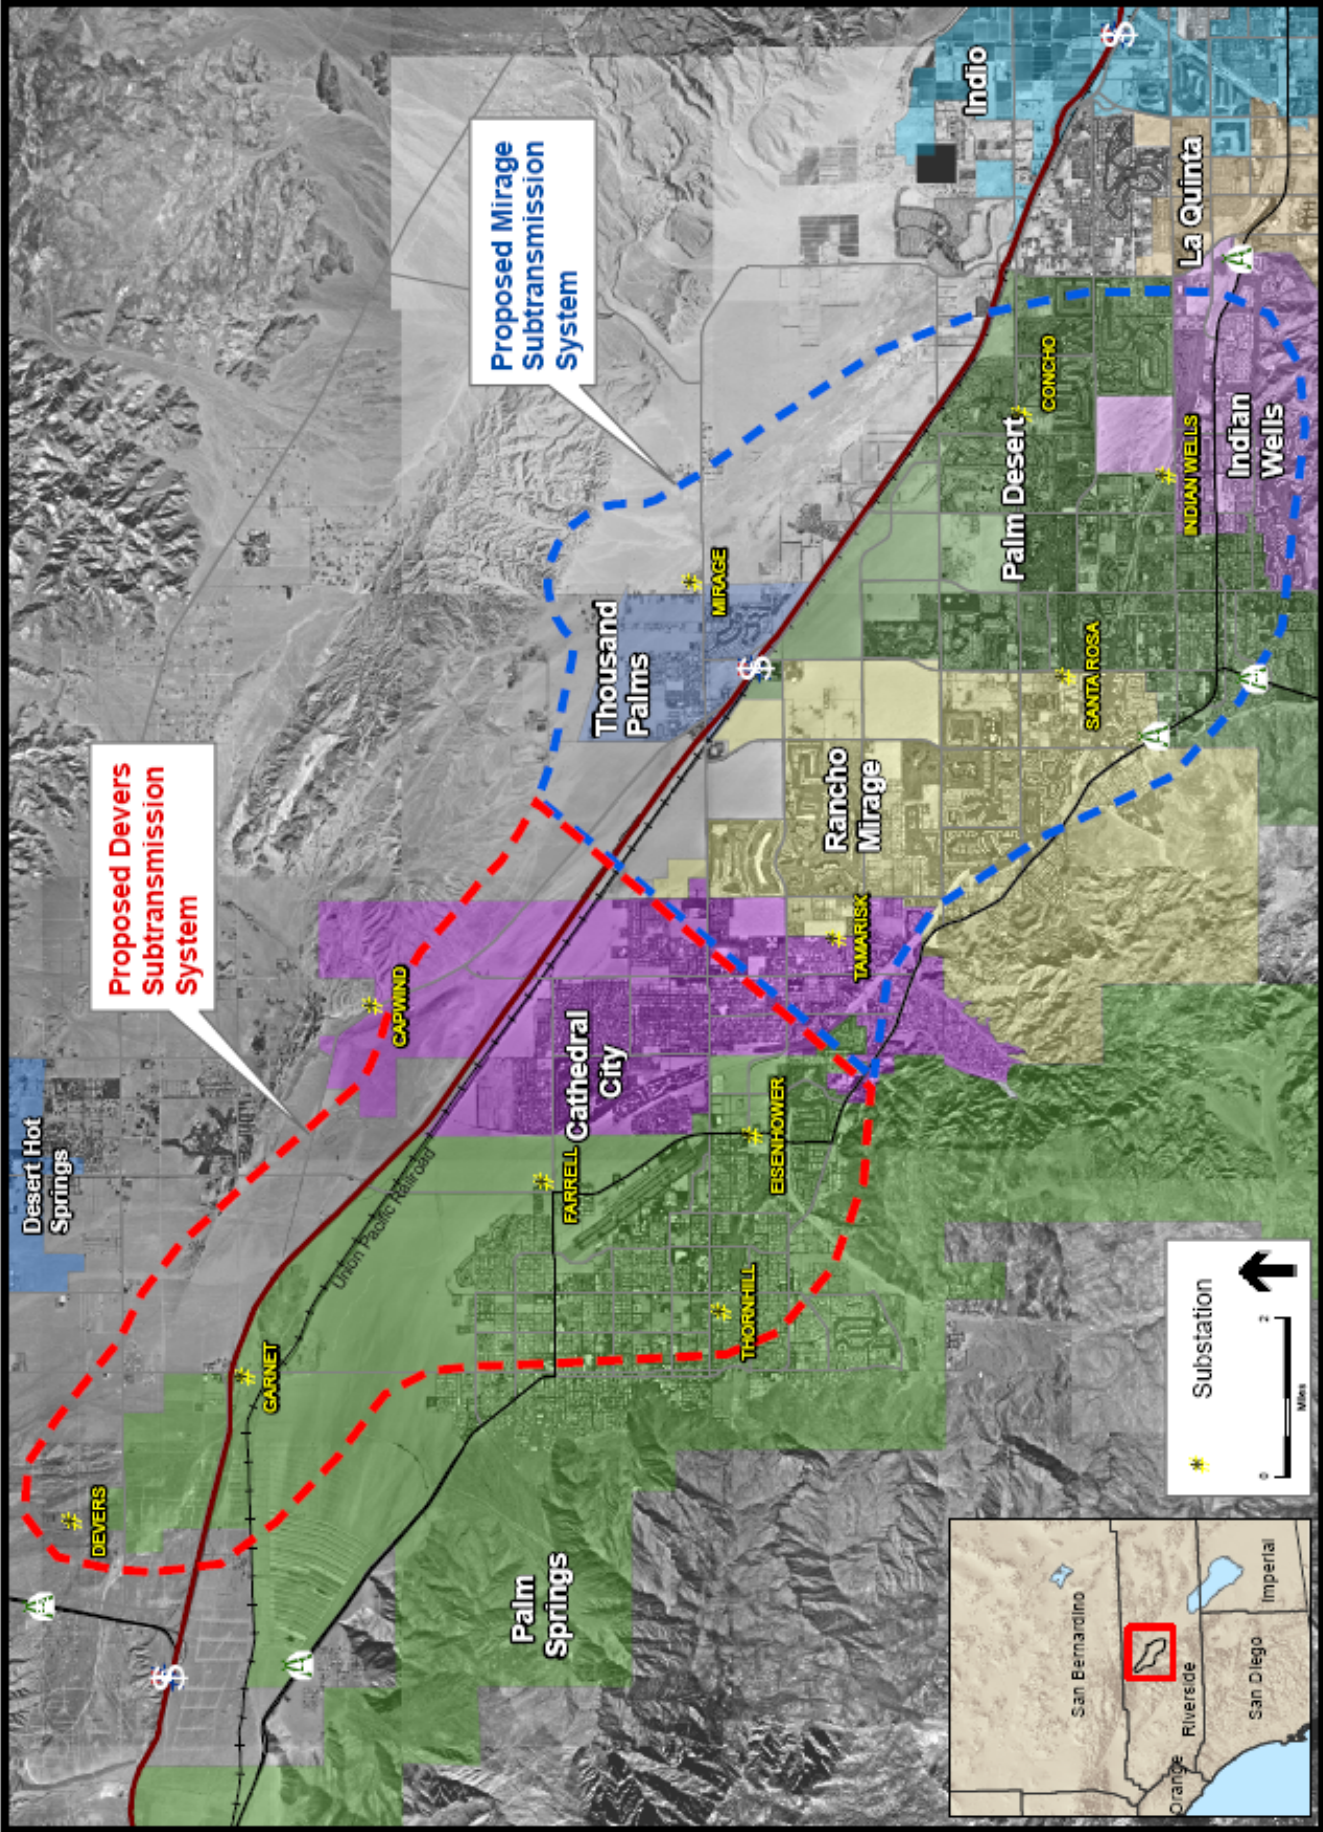 Desert Hot
Springs
Proposed Devers
Subtransmission
System
Proposed Mirage
Subtransmission
System
DEVERS
GARNET
CAPWIND
Union Pacific Railroad
FARRELL
Cathedral
City
Thousand
Palms
MIRAGE
Palm
Springs
THORNHILL
EISENHOWER
TAMARISK
Rancho
Mirage
SANTA ROSA
Palm Desert
CONCHO
INDIAN WELLS
Indian
Wells
La Quinta
Indio
San Bernardino
Riverside
Orange
San Diego
Imperial
Substation
0
2
Miles